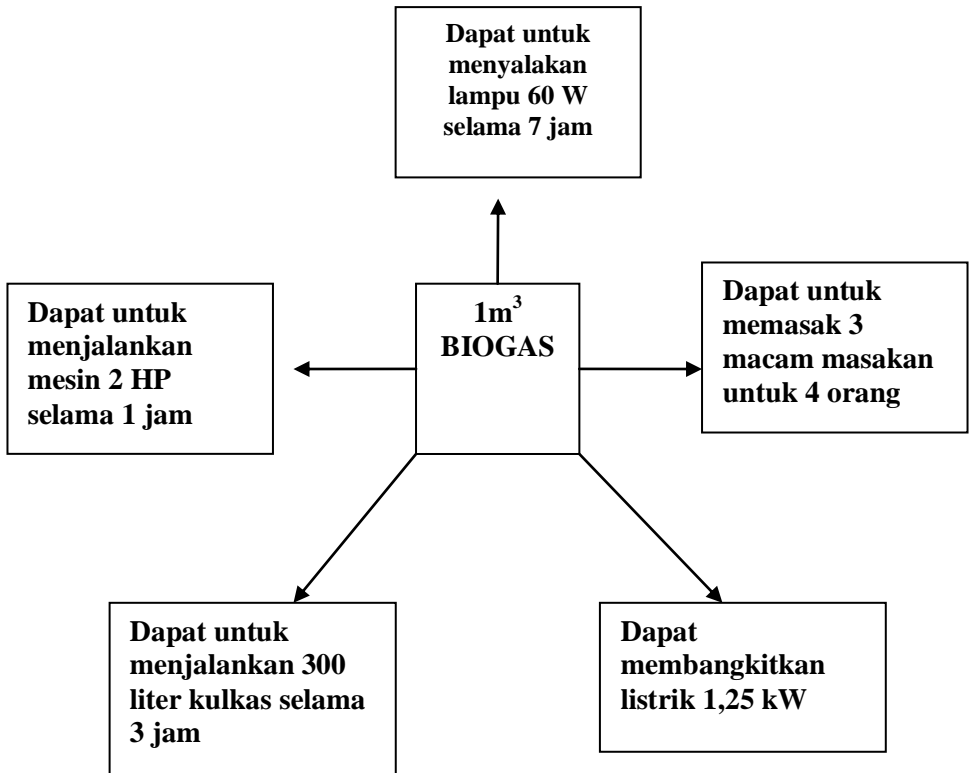 Dapat untuk
menyalakan
lampu 60 W
selama 7 jam
1m³
BIOGAS
Dapat untuk
menjalankan
mesin 2 HP
selama 1 jam
Dapat untuk
memasak 3
macam masakan
untuk 4 orang
Dapat untuk
menjalankan 300
liter kulkas selama
3 jam
Dapat
membangkitkan
listrik 1,25 kW